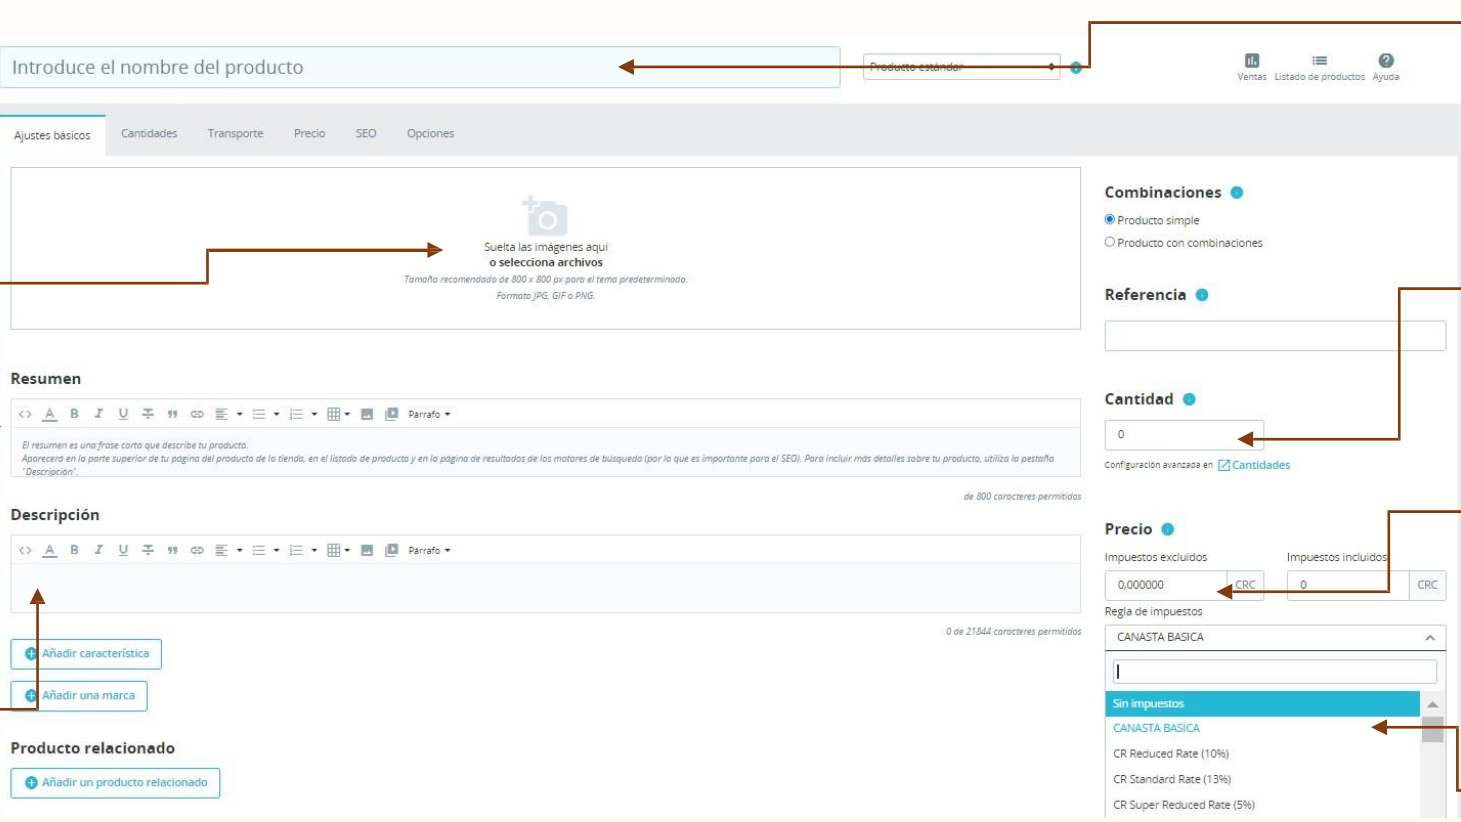 Introduce el nombre del producto
Producto estándar
Ventas Listado de productos Ayuda
Ajustes básicos Cantidades Transporte Precio SEO Opciones
Suelta las imágenes aquí
o selecciona archivos
Tamaño recomendado de 800 x 800 px para el tema predeterminado.
Formato JPG, GIF o PNG.
Resumen
Párrafo
El resumen es una frase corta que describe tu producto.
Aparecerá en la parte superior de tu página del producto de la tienda, en el listado de producto y en la página de resultados de los motores de búsqueda (por lo que es importante para el SEO). Para incluir más detalles sobre tu producto, utiliza la pestaña
"Descripción".
de 800 caracteres permitidos
Descripción
Párrafo
0 de 21844 caracteres permitidos
Añadir característica
Añadir una marca
Producto relacionado
Añadir un producto relacionado
Combinaciones
Producto simple
Producto con combinaciones
Referencia
Cantidad
0
Configuración avanzada en Cantidades
Precio
Impuestos excluidos Impuestos incluidos
0,000000 CRC 0 CRC
Regla de impuestos
CANASTA BASICA
Sin impuestos
CANASTA BASICA
CR Reduced Rate (10%)
CR Standard Rate (13%)
CR Super Reduced Rate (5%)